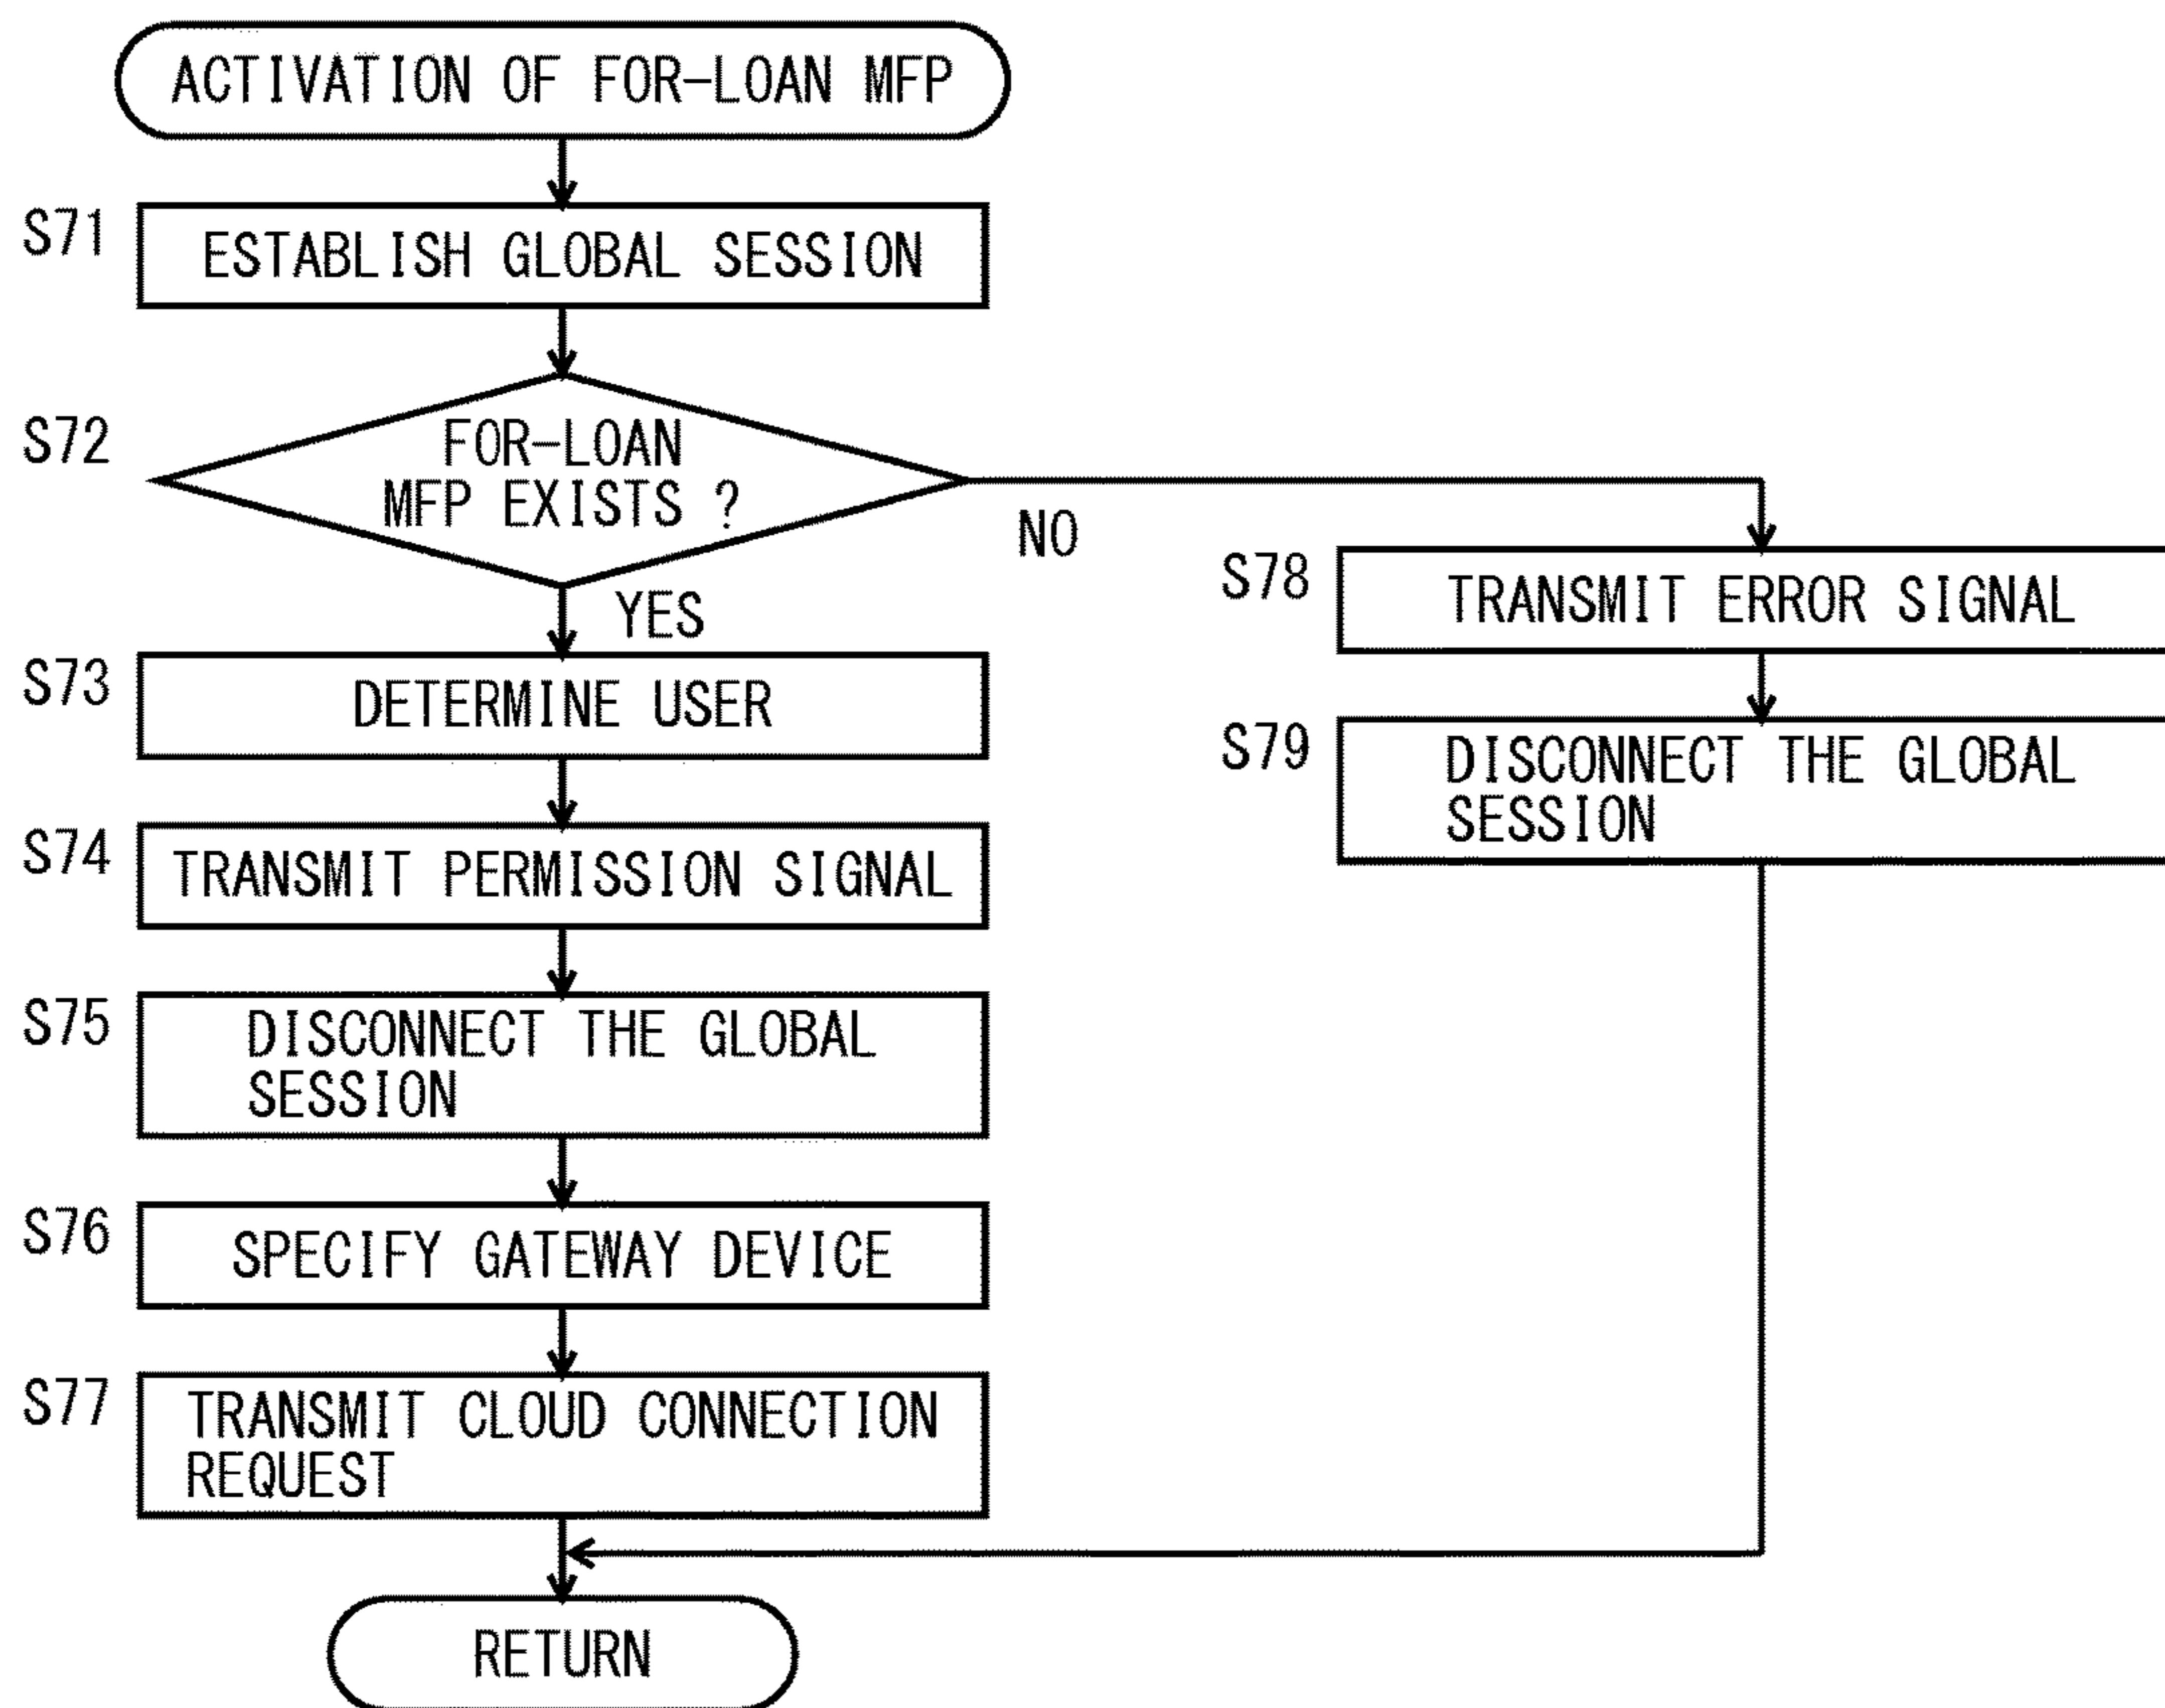 ACTIVATION OF FOR-LOAN MFP
S71
ESTABLISH GLOBAL SESSION
S72
FOR-LOAN
MFP EXISTS ?
NO
YES
S73
DETERMINE USER
S74
TRANSMIT PERMISSION SIGNAL
S75
DISCONNECT THE GLOBAL
SESSION
S76
SPECIFY GATEWAY DEVICE
S77
TRANSMIT CLOUD CONNECTION
REQUEST
S78
TRANSMIT ERROR SIGNAL
S79
DISCONNECT THE GLOBAL
SESSION
RETURN